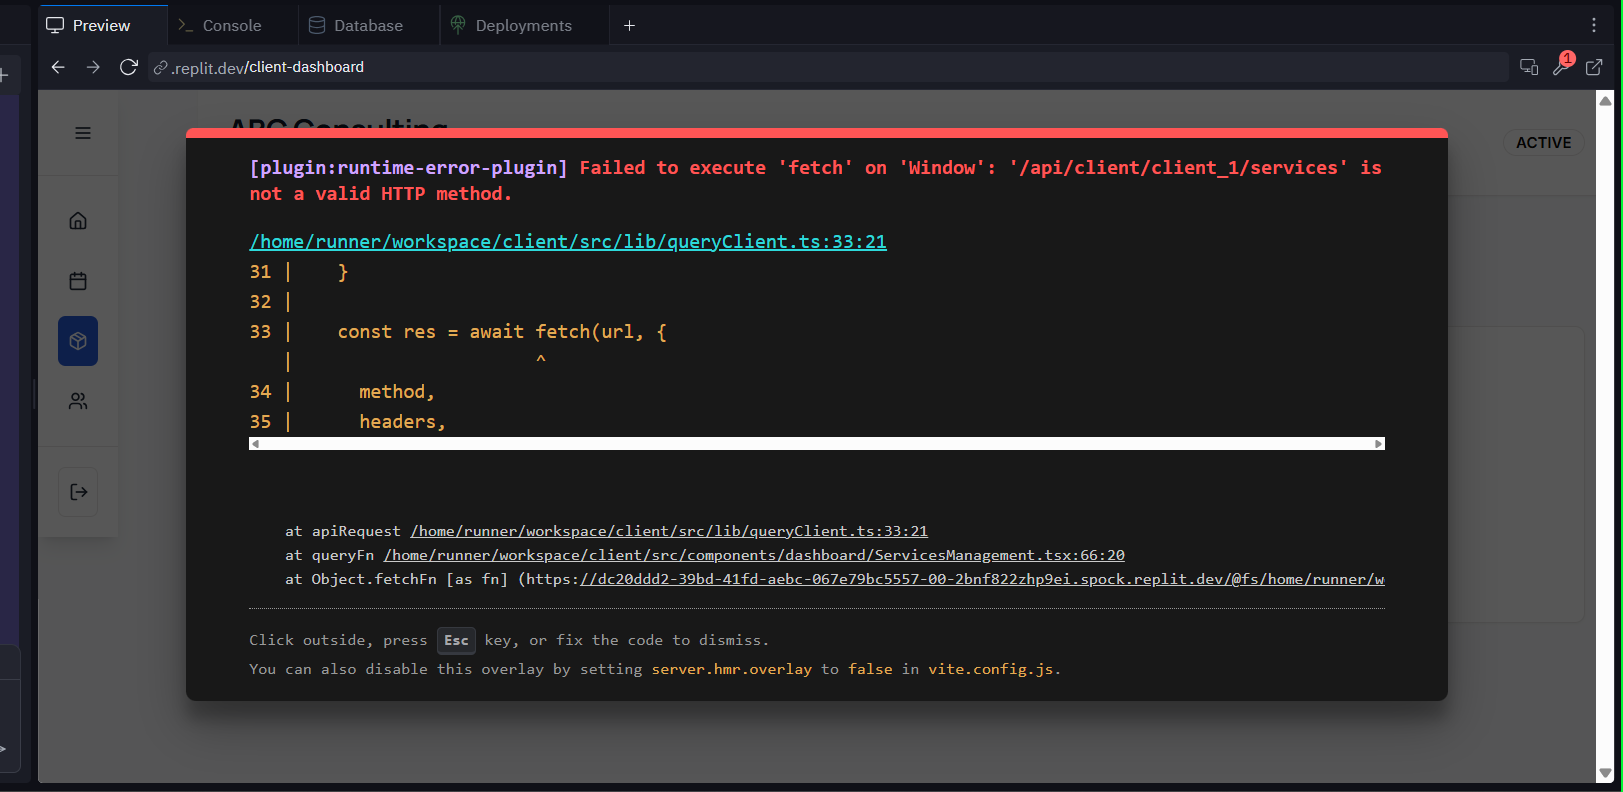 Preview
Console
Database
Deployments
.replit.dev/client-dashboard
1
ABC Consulting
ACTIVE
[plugin:runtime-error-plugin] Failed to execute 'fetch' on 'Window': '/api/client/client_1/services' is
not a valid HTTP method.
/home/runner/workspace/client/src/lib/queryClient.ts:33:21
31 |    }
32 |
33 |    const res = await fetch(url, {
   |                      ^
34 |      method,
35 |      headers,
at apiRequest /home/runner/workspace/client/src/lib/queryClient.ts:33:21
at queryFn /home/runner/workspace/client/src/components/dashboard/ServicesManagement.tsx:66:20
at Object.fetchFn [as fn] (https://dc20ddd2-39bd-41fd-aebc-067e79bc5557-00-2bnf822zhp9ei.spock.replit.dev/@fs/home/runner/w
Click outside, press Esc key, or fix the code to dismiss.
You can also disable this overlay by setting server.hmr.overlay to false in vite.config.js.